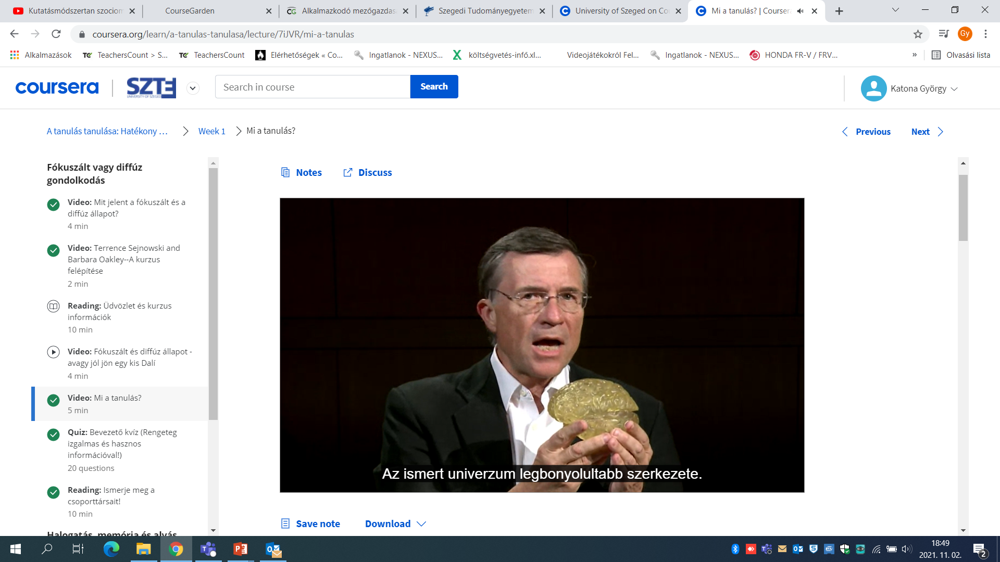 Kutatásmódszertan szociom
CourseGarden
Alkalmazkodó mezőgazdasá
Szegedi Tudományegyetem
University of Szeged on Co
Mi a tanulás? | Coursera
coursera.org/learn/a-tanulas-tanulasa/lecture/7iJVR/mi-a-tanulas
Gy
Alkalmazások
TeachersCount > S...
TeachersCount
Elérhetőségek « Co...
Ingatlanok - NEXUS...
költségvetés-infó.xl...
Videojátékokról Fel...
Ingatlanok - NEXUS...
HONDA FR-V / FRV...
»
Olvasási lista
coursera
SZTE
UNIVERSITY OF SZEGED
Search in course
Search
Katona György
A tanulás tanulása: Hatékony …
Week 1
Mi a tanulás?
Previous
Next
Fókuszált vagy diffúz
gondolkodás
Video: Mit jelent a fókuszált és a
diffúz állapot?
4 min
Video: Terrence Sejnowski and
Barbara Oakley--A kurzus
felépítése
2 min
Reading: Üdvözlet és kurzus
információk
10 min
Video: Fókuszált és diffúz állapot -
avagy jól jön egy kis Dalí
4 min
Video: Mi a tanulás?
5 min
Quiz: Bevezető kvíz (Rengeteg
izgalmas és hasznos
információval!)
20 questions
Reading: Ismerje meg a
csoporttársait!
10 min
Halogatás, memória és alvás
Notes
Discuss
Az ismert univerzum legbonyolultabb szerkezete.
Save note
Download
18:49
2021. 11. 02.
2